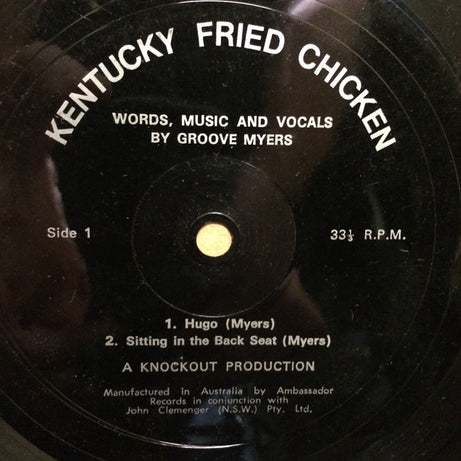 KENTUCKY FRIED CHICKEN
WORDS, MUSIC AND VOCALS
BY GROOVE MYERS
Side 1
33⅓ R.P.M.
1. Hugo (Myers)
2. Sitting in the Back Seat (Myers)
A KNOCKOUT PRODUCTION
Manufactured in Australia by Ambassador
Records in conjunction with
John Clemenger (N.S.W.) Pty. Ltd.